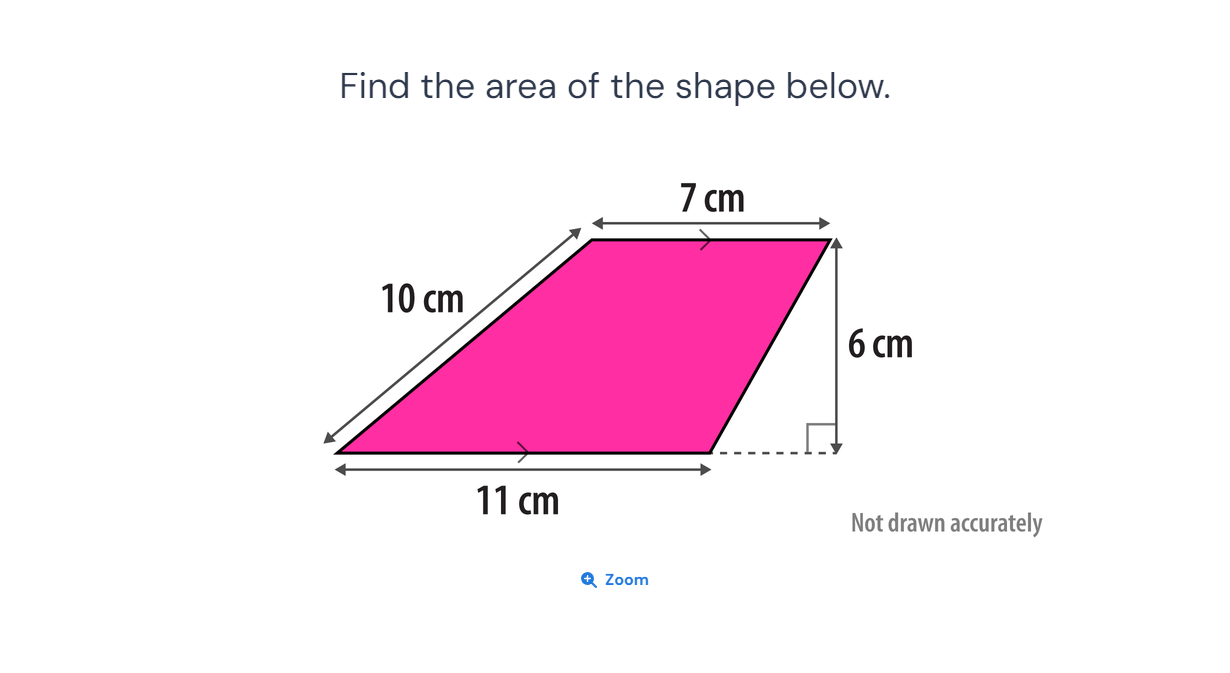 Find the area of the shape below.
7 cm
10 cm
6 cm
11 cm
Not drawn accurately
Zoom